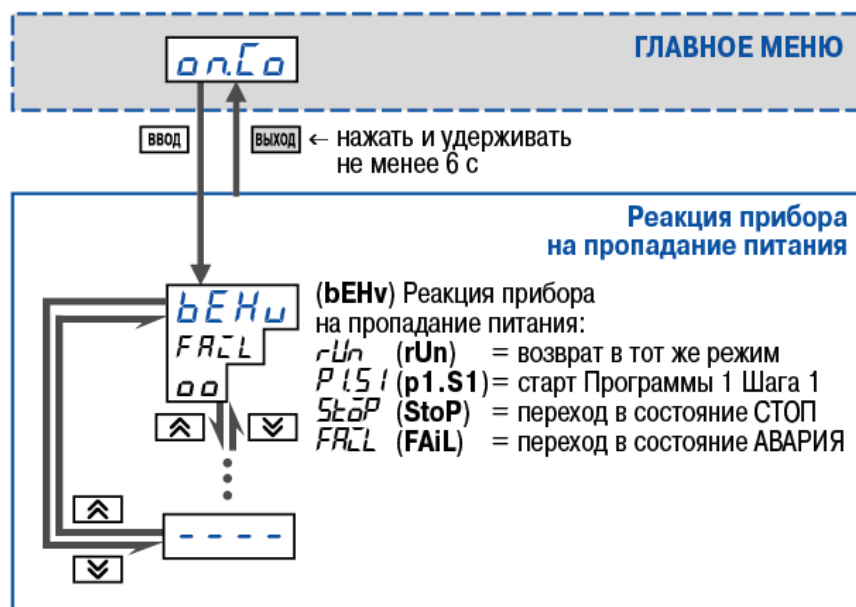 on.Co
ГЛАВНОЕ МЕНЮ
ВВОД
ВЫХОД ← нажать и удерживать
не менее 6 с
Реакция прибора
на пропадание питания
bEHv
FAiL
oo
(bEHv) Реакция прибора
на пропадание питания:
rUn (rUn) = возврат в тот же режим
P1.S1 (p1.S1) = старт Программы 1 Шага 1
StoP (StoP) = переход в состояние СТОП
FAiL (FAiL) = переход в состояние АВАРИЯ
- - - -